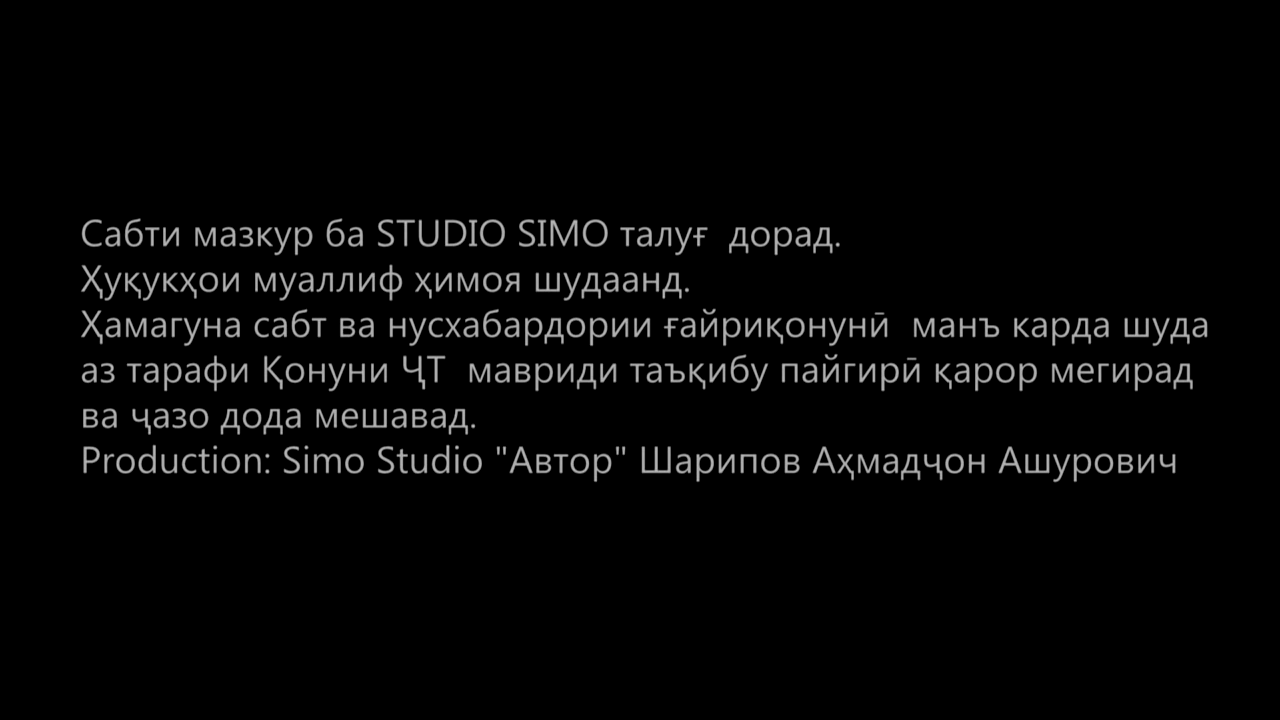 Сабти мазкур ба STUDIO SIMO талуғ дорад.
Ҳуқукҳои муаллиф ҳимоя шудаанд.
Ҳамагуна сабт ва нусхабардории ғайриқонунӣ манъ карда шуда
аз тарафи Қонуни ҶТ мавриди таъқибу пайгирӣ қарор мегирад
ва ҷазо дода мешавад.
Production: Simo Studio "Автор" Шарипов Аҳмадҷон Ашурович